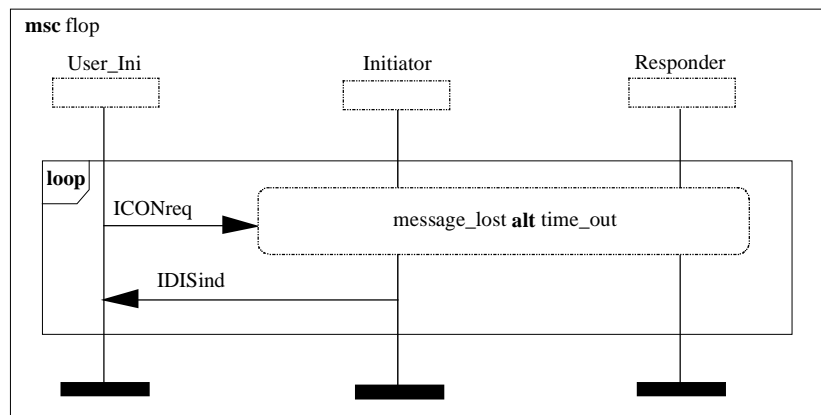 msc flop
User_Ini
Initiator
Responder
loop
ICONreq
message_lost alt time_out
IDISind